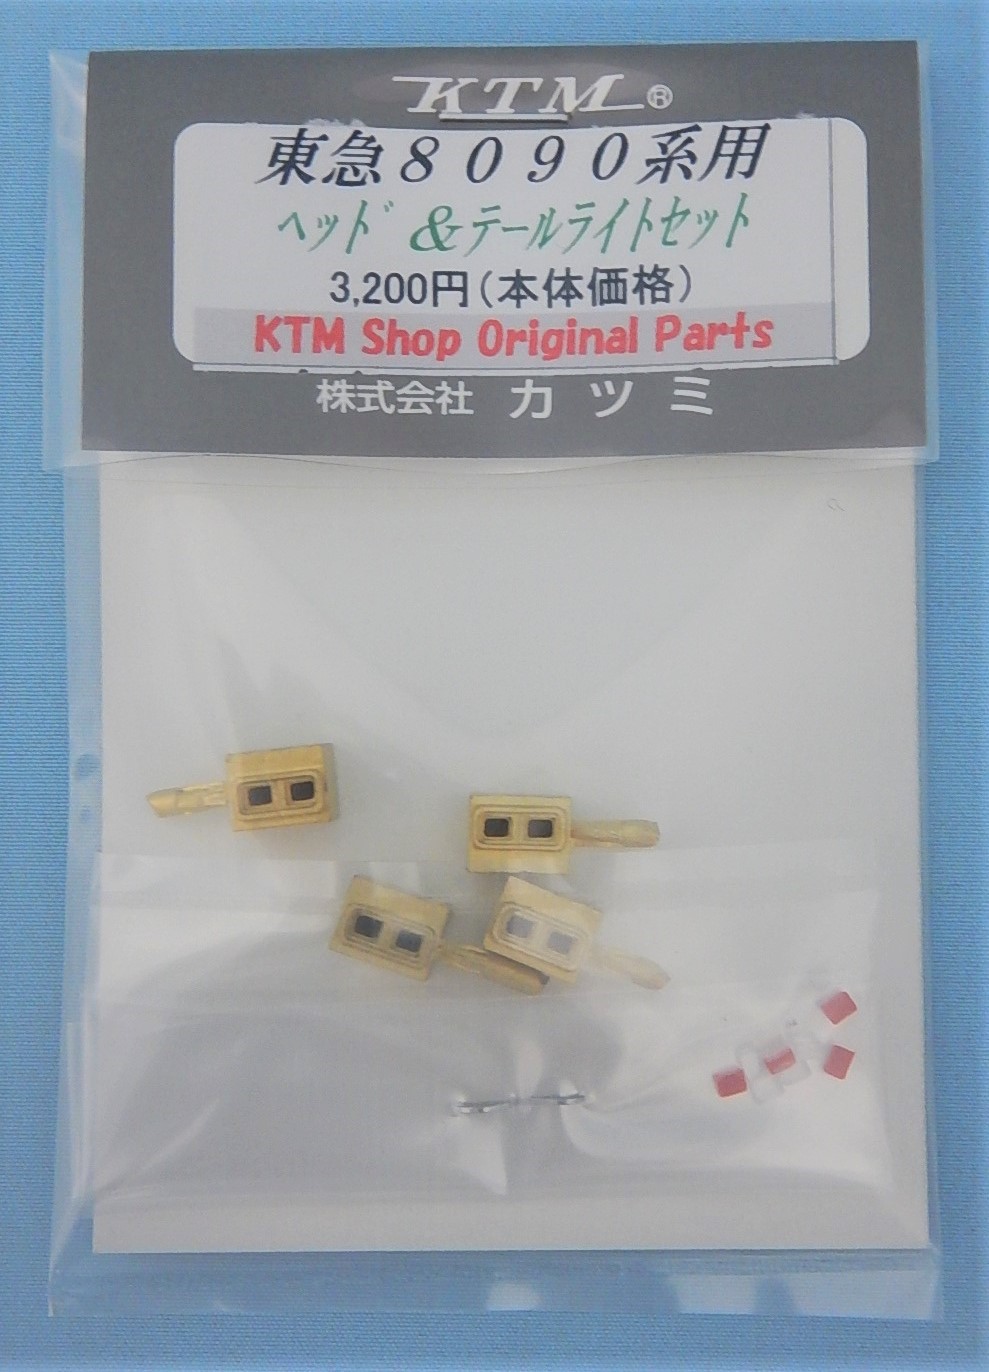 KTM®
東急８０９０系用
ﾍｯﾄﾞ&ﾃｰﾙﾗｲﾄｾｯﾄ
3,200円(本体価格)
KTM Shop Original Parts
株式会社 カツミ